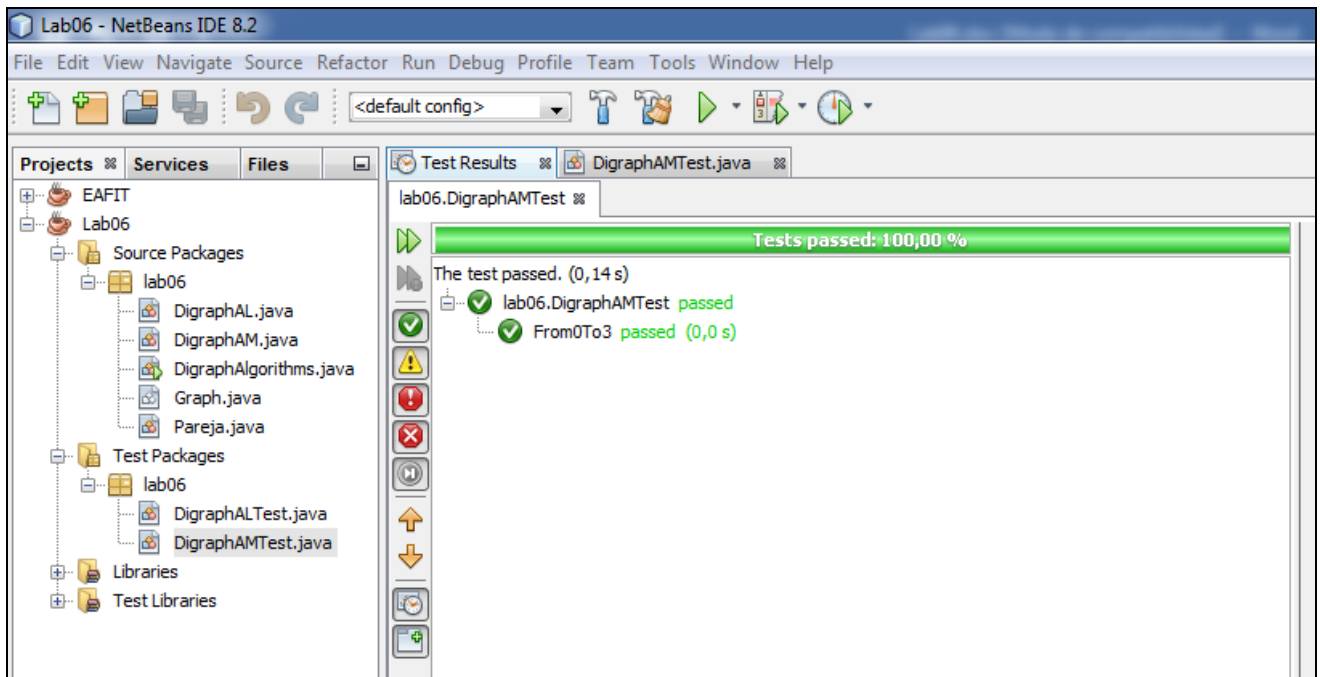 Lab06 - NetBeans IDE 8.2
File Edit View Navigate Source Refactor Run Debug Profile Team Tools Window Help
<default config>
Projects Services Files
Test Results DigraphAMTest.java
EAFIT
Lab06
Source Packages
lab06
DigraphAL.java
DigraphAM.java
DigraphAlgorithms.java
Graph.java
Pareja.java
Test Packages
lab06
DigraphALTest.java
DigraphAMTest.java
Libraries
Test Libraries
lab06.DigraphAMTest
Tests passed: 100,00 %
The test passed. (0,14 s)
lab06.DigraphAMTest passed
From0To3 passed (0,0 s)